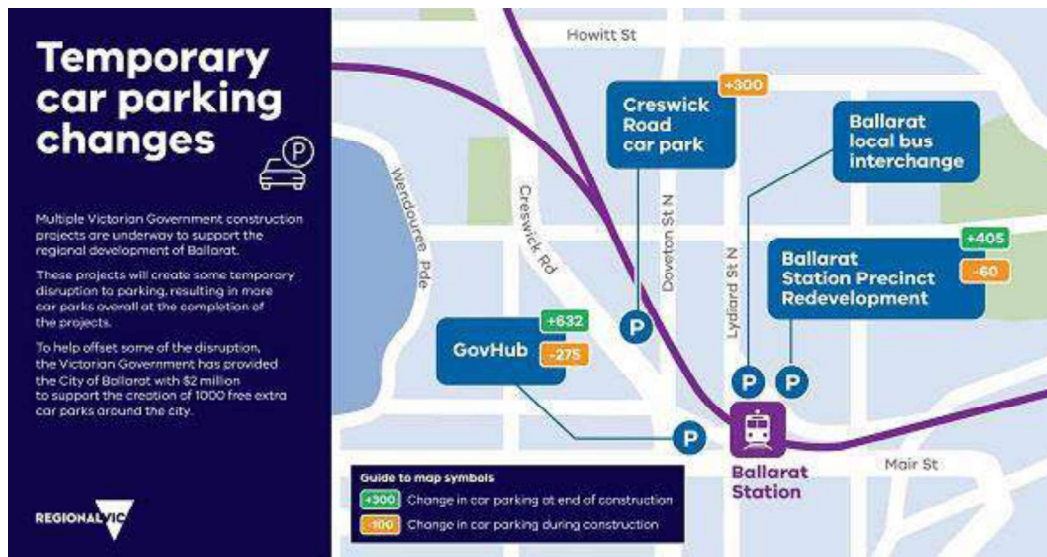 Temporary
car parking
changes
P
Multiple Victorian Government construction
projects are underway to support the
regional development of Ballarat.
These projects will create some temporary
disruption to parking, resulting in more
car parks overall at the completion of
the projects.
To help offset some of the disruption,
the Victorian Government has provided
the City of Ballarat with $2 million
to support the creation of 1000 free extra
car parks around the city.
REGIONALVIC
Howitt St
Wendouree Pde
Creswick Rd
Doveton St N
Lydiard St N
Mair St
+300
Creswick
Road
car park
P
Ballarat
local bus
interchange
P
+405
-60
Ballarat
Station Precinct
Redevelopment
P
+632
-275
GovHub
P
Ballarat
Station
Guide to map symbols
+300 Change in car parking at end of construction
-100 Change in car parking during construction